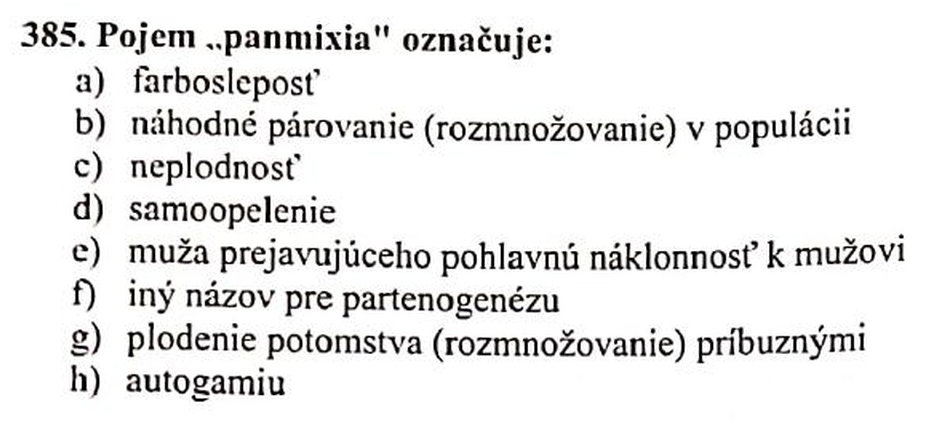 385. Pojem „panmixia" označuje:
a) farbosleposť
b) náhodné párovanie (rozmnožovanie) v populácii
c) neplodnosť
d) samoopelenie
e) muža prejavujúceho pohlavnú náklonnosť k mužovi
f) iný názov pre partenogenézu
g) plodenie potomstva (rozmnožovanie) príbuznými
h) autogamiu